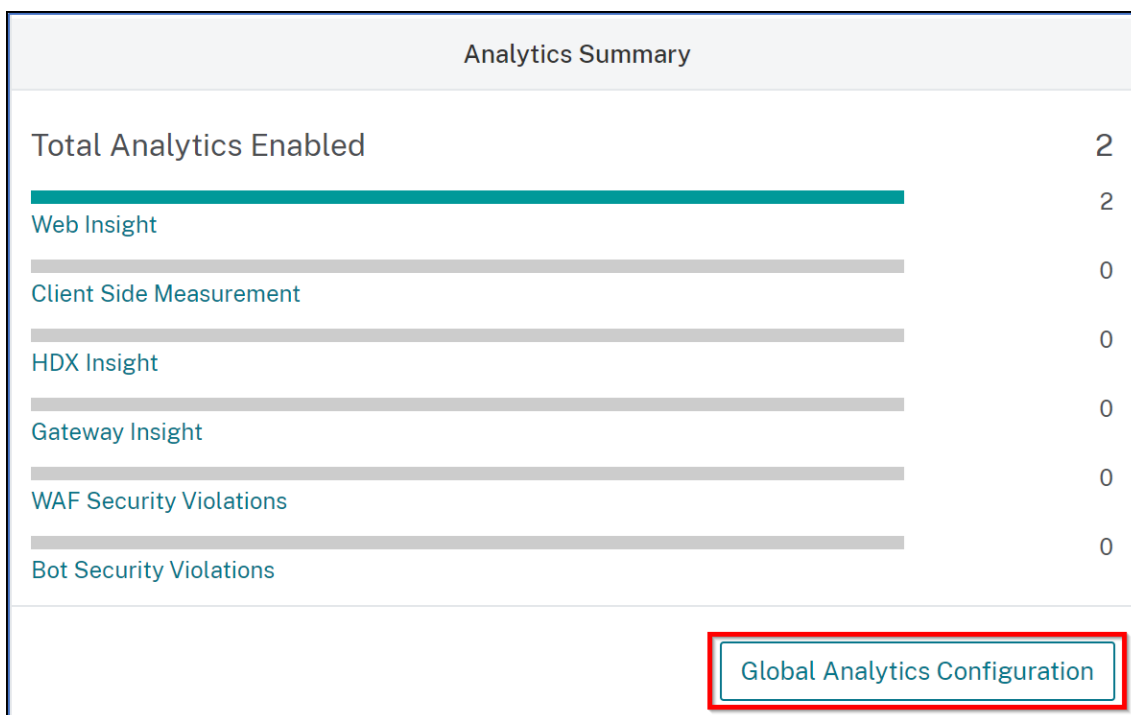 Analytics Summary
Total Analytics Enabled 2
2
Web Insight
0
Client Side Measurement
0
HDX Insight
0
Gateway Insight
0
WAF Security Violations
0
Bot Security Violations
Global Analytics Configuration